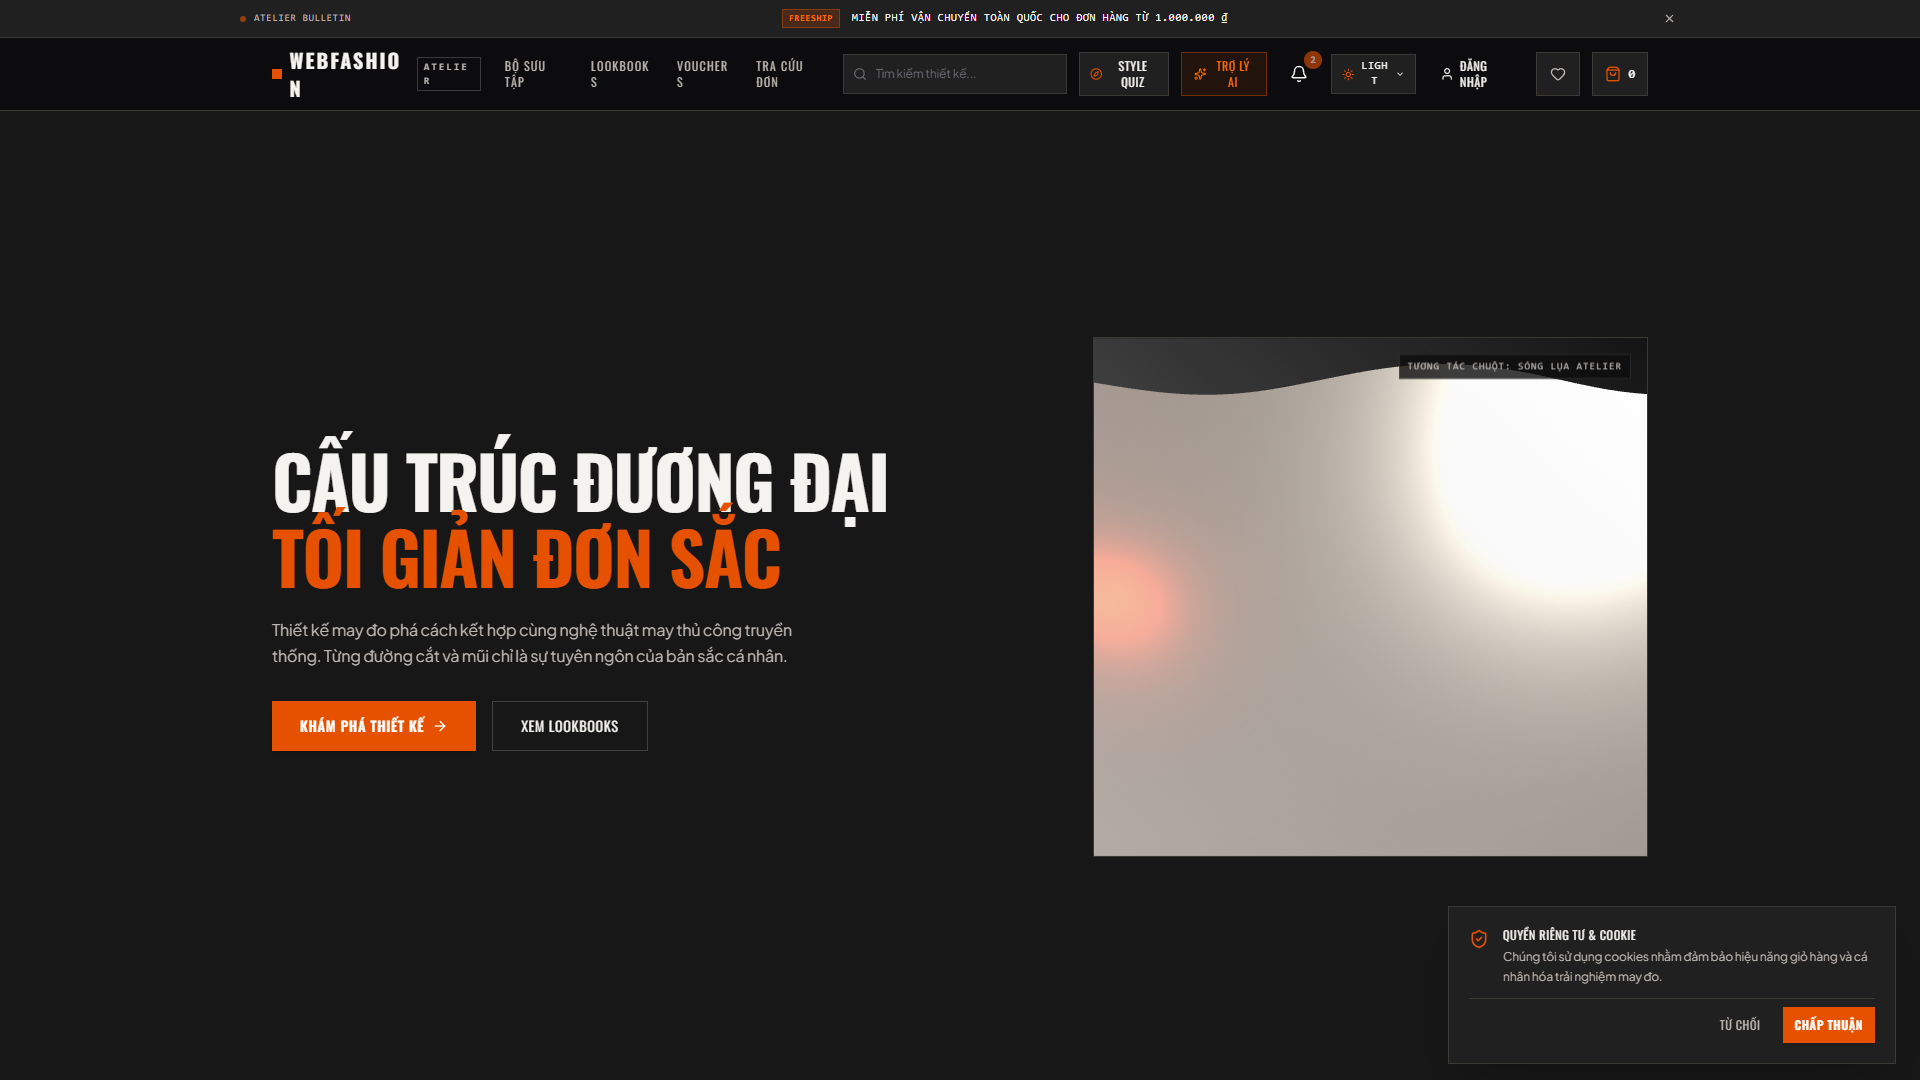 ATELIER BULLETIN
FREESHIP MIỄN PHÍ VẬN CHUYỂN TOÀN QUỐC CHO ĐƠN HÀNG TỪ 1.000.000 ₫
WEBFASHIO
N
ATELIE
R
BỘ SƯU
TẬP
LOOKBOOK
S
VOUCHER
S
TRA CỨU
ĐƠN
Tìm kiếm thiết kế...
STYLE
QUIZ
TRỢ LÝ
AI
2
LIGH
T
ĐĂNG
NHẬP
0
TƯƠNG TÁC CHUỘT: SÓNG LỤA ATELIER
CẤU TRÚC ĐƯƠNG ĐẠI
TỐI GIẢN ĐƠN SẮC
Thiết kế may đo phá cách kết hợp cùng nghệ thuật may thủ công truyền
thống. Từng đường cắt và mũi chỉ là sự tuyên ngôn của bản sắc cá nhân.
KHÁM PHÁ THIẾT KẾ
XEM LOOKBOOKS
QUYỀN RIÊNG TƯ & COOKIE
Chúng tôi sử dụng cookies nhằm đảm bảo hiệu năng giỏ hàng và cá
nhân hóa trải nghiệm may đo.
TỪ CHỐI
CHẤP THUẬN